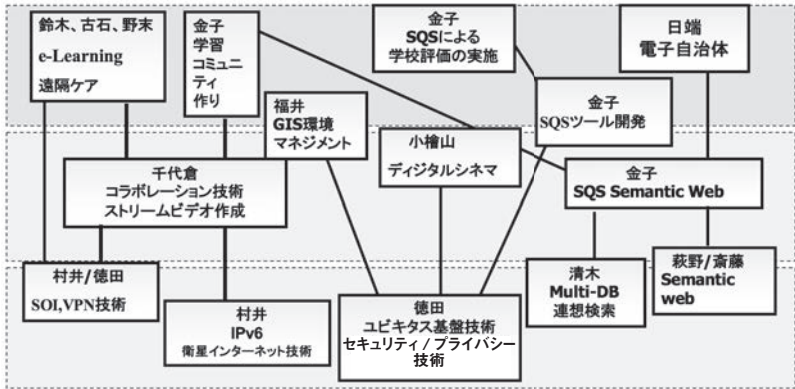 鈴木、古石、野末
e-Learning
遠隔ケア
金子
学習
コミュニ
ティ
作り
金子
SQSによる
学校評価の実施
日端
電子自治体
福井
GIS環境
マネジメント
金子
SQSツール開発
千代倉
コラボレーション技術
ストリームビデオ作成
小檜山
ディジタルシネマ
金子
SQS Semantic Web
村井/徳田
SOI,VPN技術
村井
IPv6
衛星インターネット技術
徳田
ユビキタス基盤技術
セキュリティ / プライバシー
技術
清木
Multi-DB
連想検索
萩野/斎藤
Semantic
web